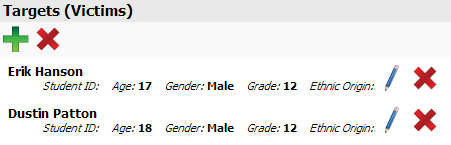 Targets (Victims)
Erik Hanson
Student ID: Age: 17 Gender: Male Grade: 12 Ethnic Origin:
Dustin Patton
Student ID: Age: 18 Gender: Male Grade: 12 Ethnic Origin: